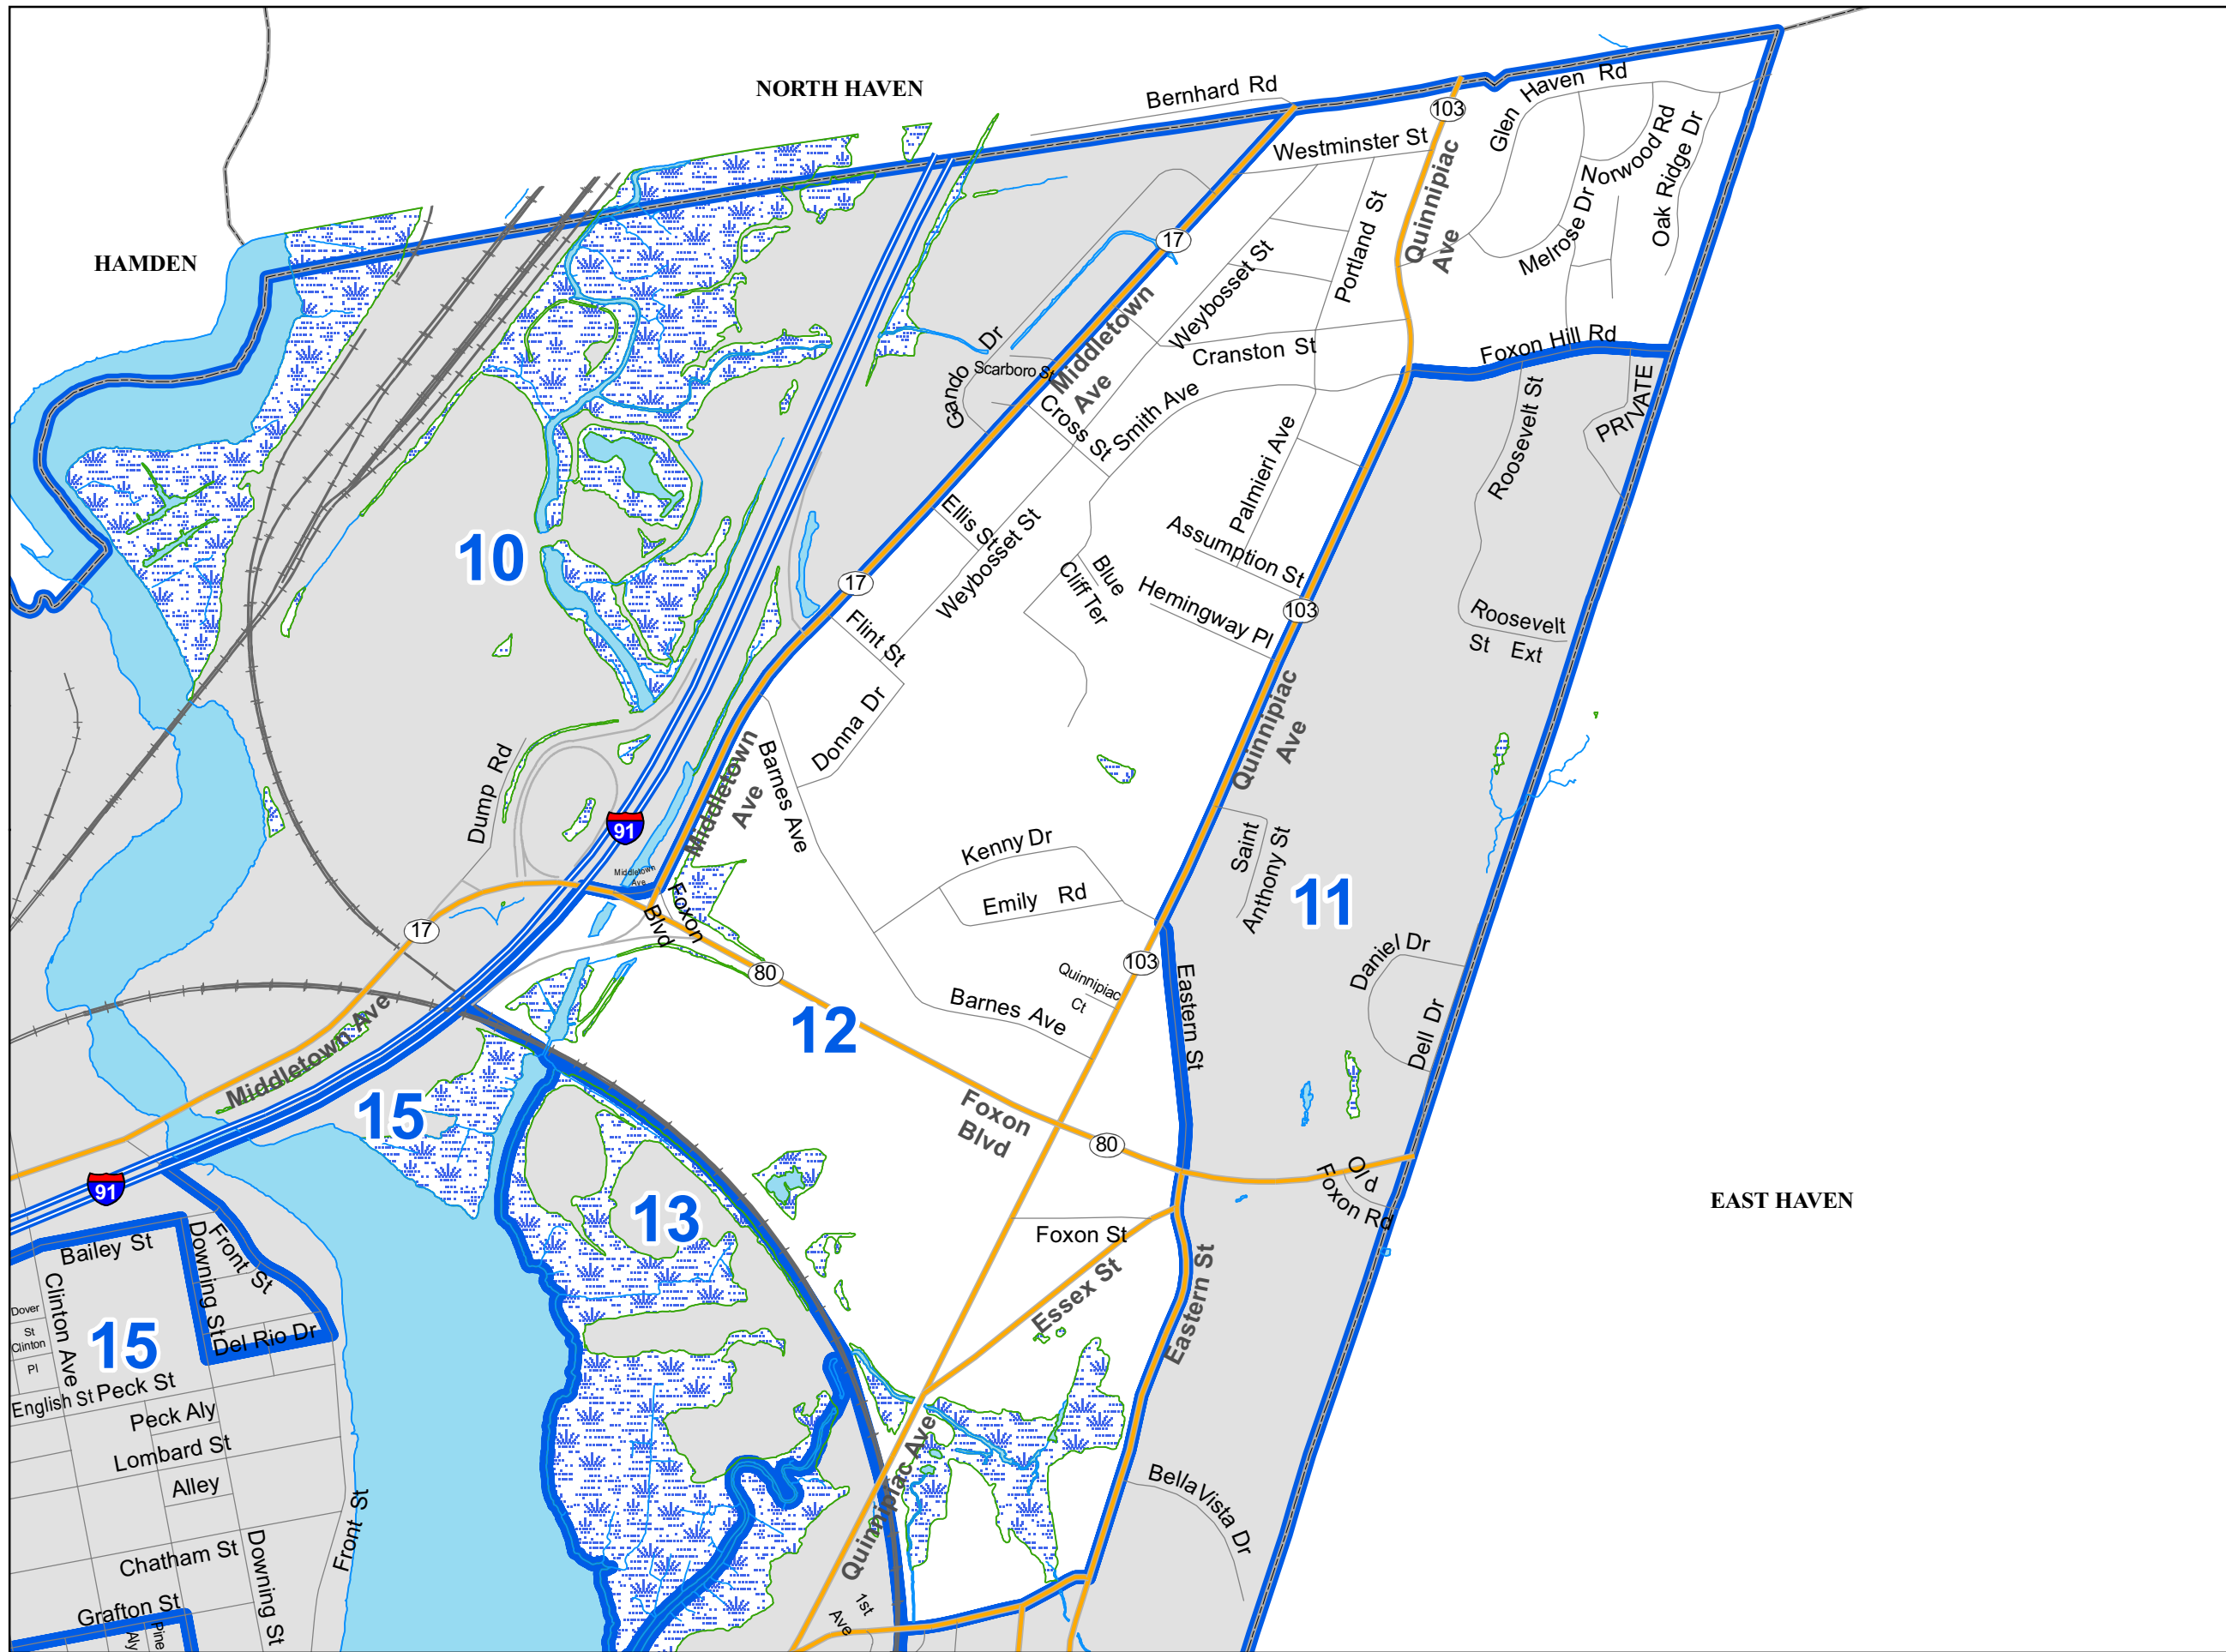 NORTH HAVEN
Bernhard Rd
103
Glen Haven Rd
Westminster St
Norwood Rd
Oak Ridge Dr
Quinnipiac
Ave
Melrose Dr
HAMDEN
17
Portland St
Weybosset St
Middletown
Ave
Cando Dr
Scarboro St
Cranston St
Foxon Hill Rd
PRIVATE
Roosevelt St
Cross St
Smith Ave
Palmieri Ave
Ellis St
Weybosset St
Assumption St
10
17
Blue
Cliff Ter
Hemingway Pl
103
Roosevelt
St Ext
Flint St
Donna Dr
Quinnipiac
Ave
Middletown
Ave
Barnes Ave
Dump Rd
91
Kenny Dr
Saint
Anthony St
Middletown
Ave
Foxon
Blvd
Emily Rd
11
17
80
103
Quinnipiac
Ct
Eastern St
Daniel Dr
Barnes Ave
12
Dell Dr
Middletown Ave
15
Foxon
Blvd
80
Old
Foxon Rd
91
13
EAST HAVEN
Bailey St
Downing St
Front St
Foxon St
Essex St
Eastern St
Clinton Ave
Dover
St
Clinton
Pl
15
Del Rio Dr
English St
Peck St
Peck Aly
Lombard St
Alley
Quinnipiac Ave
Bella Vista Dr
Front St
Chatham St
Downing St
Grafton St
Pine
Aly
1st
Ave